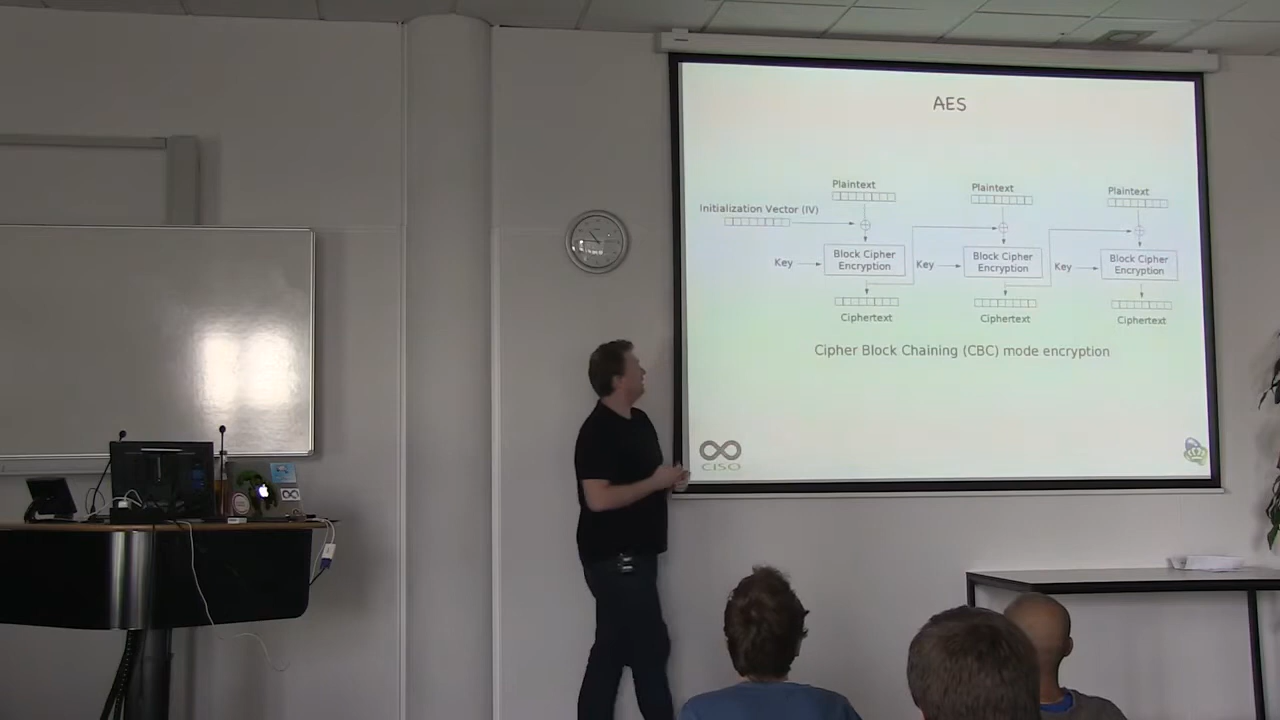 AES
Plaintext Plaintext Plaintext
Initialization Vector (IV)
Key Block Cipher Encryption Key Block Cipher Encryption Key Block Cipher Encryption
Ciphertext Ciphertext Ciphertext
Cipher Block Chaining (CBC) mode encryption
CISO